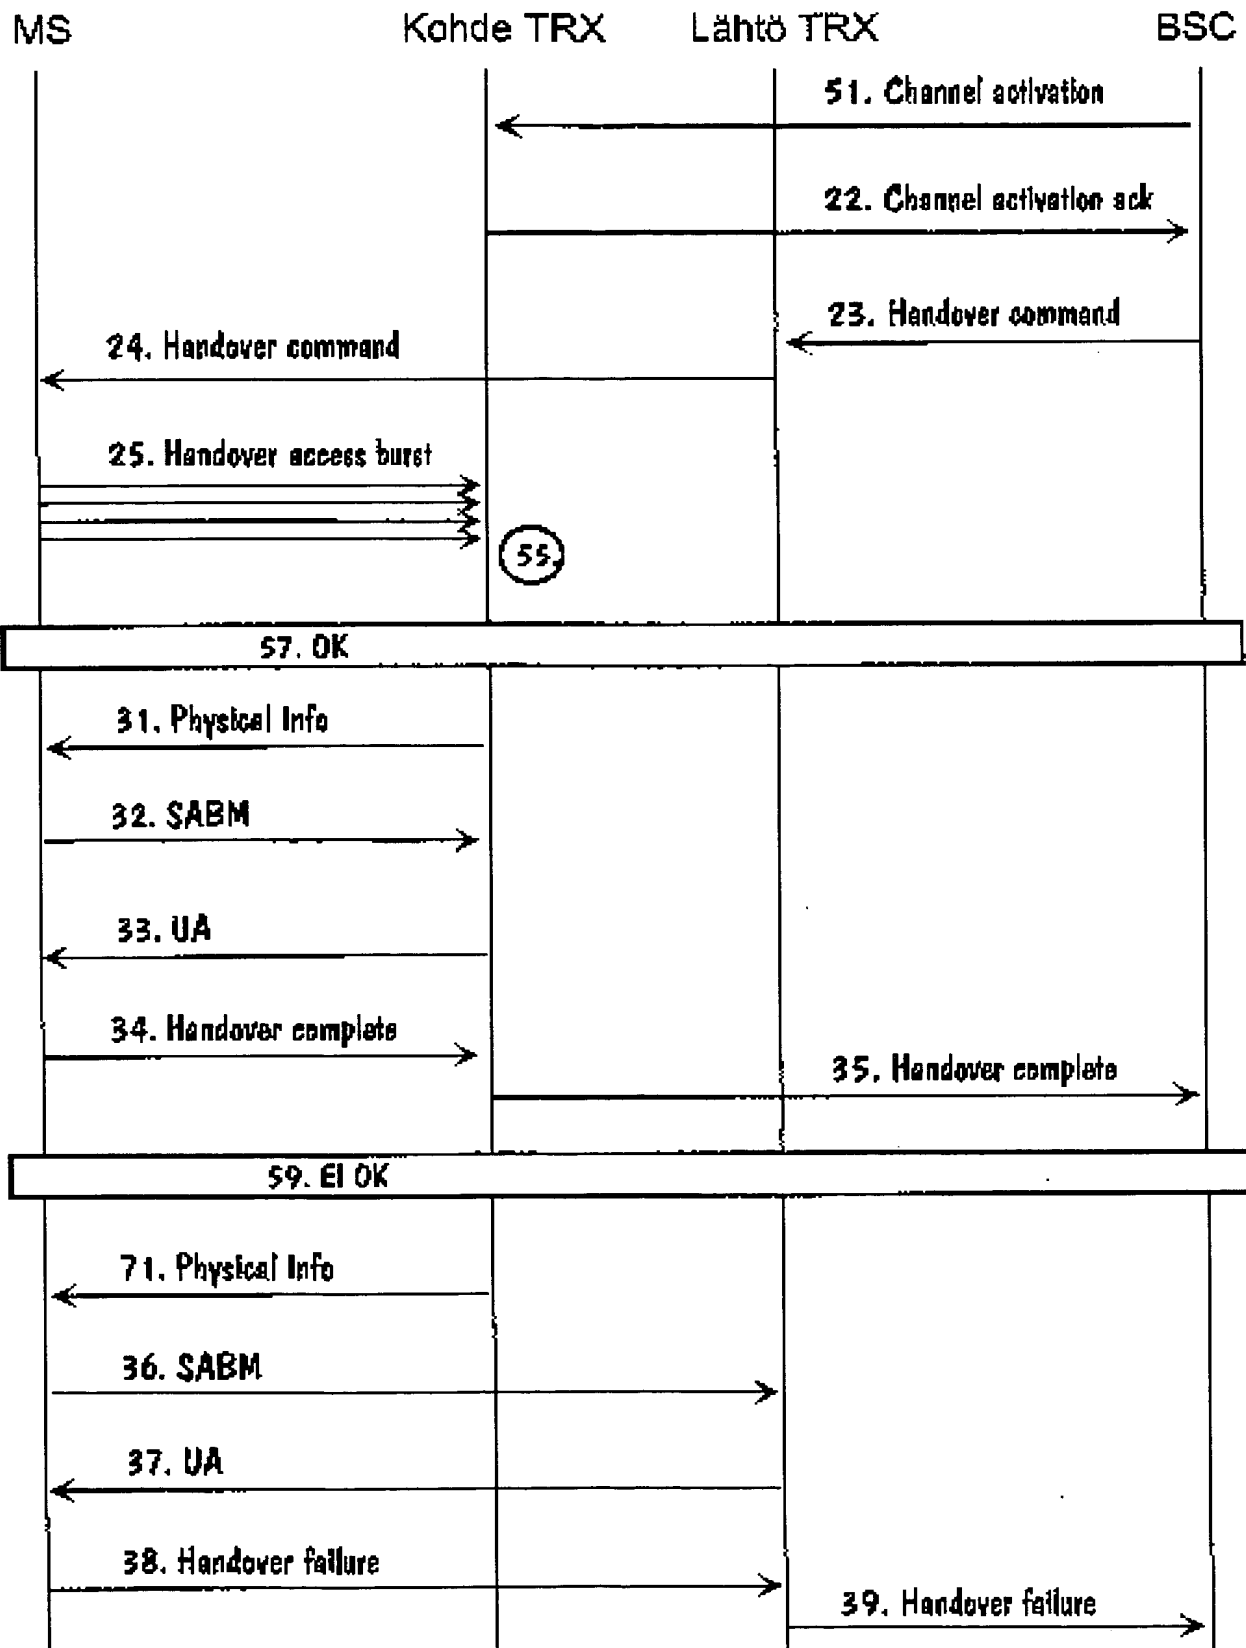 MS Kohde TRX Lähtö TRX BSC
51. Channel activation
22. Channel activation ack
23. Handover command
24. Handover command
25. Handover access burst
55.
57. OK
31. Physical Info
32. SABM
33. UA
34. Handover complete
35. Handover complete
59. EI OK
71. Physical Info
36. SABM
37. UA
38. Handover failure
39. Handover failure